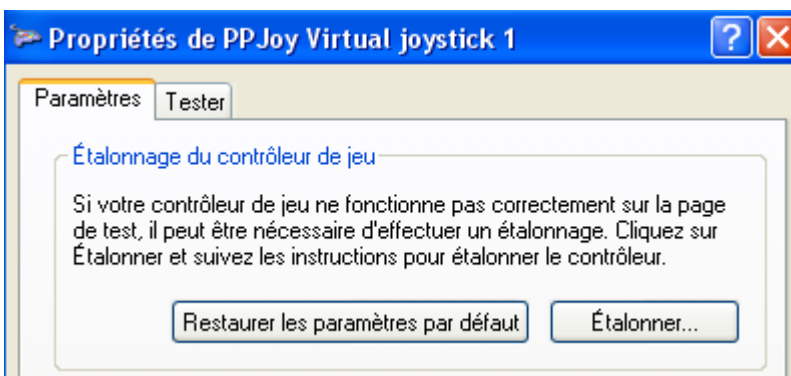 Propriétés de PPJoy Virtual joystick 1
Paramètres Tester
Étalonnage du contrôleur de jeu
Si votre contrôleur de jeu ne fonctionne pas correctement sur la page
de test, il peut être nécessaire d'effectuer un étalonnage. Cliquez sur
Étalonner et suivez les instructions pour étalonner le contrôleur.
Restaurer les paramètres par défaut Étalonner...